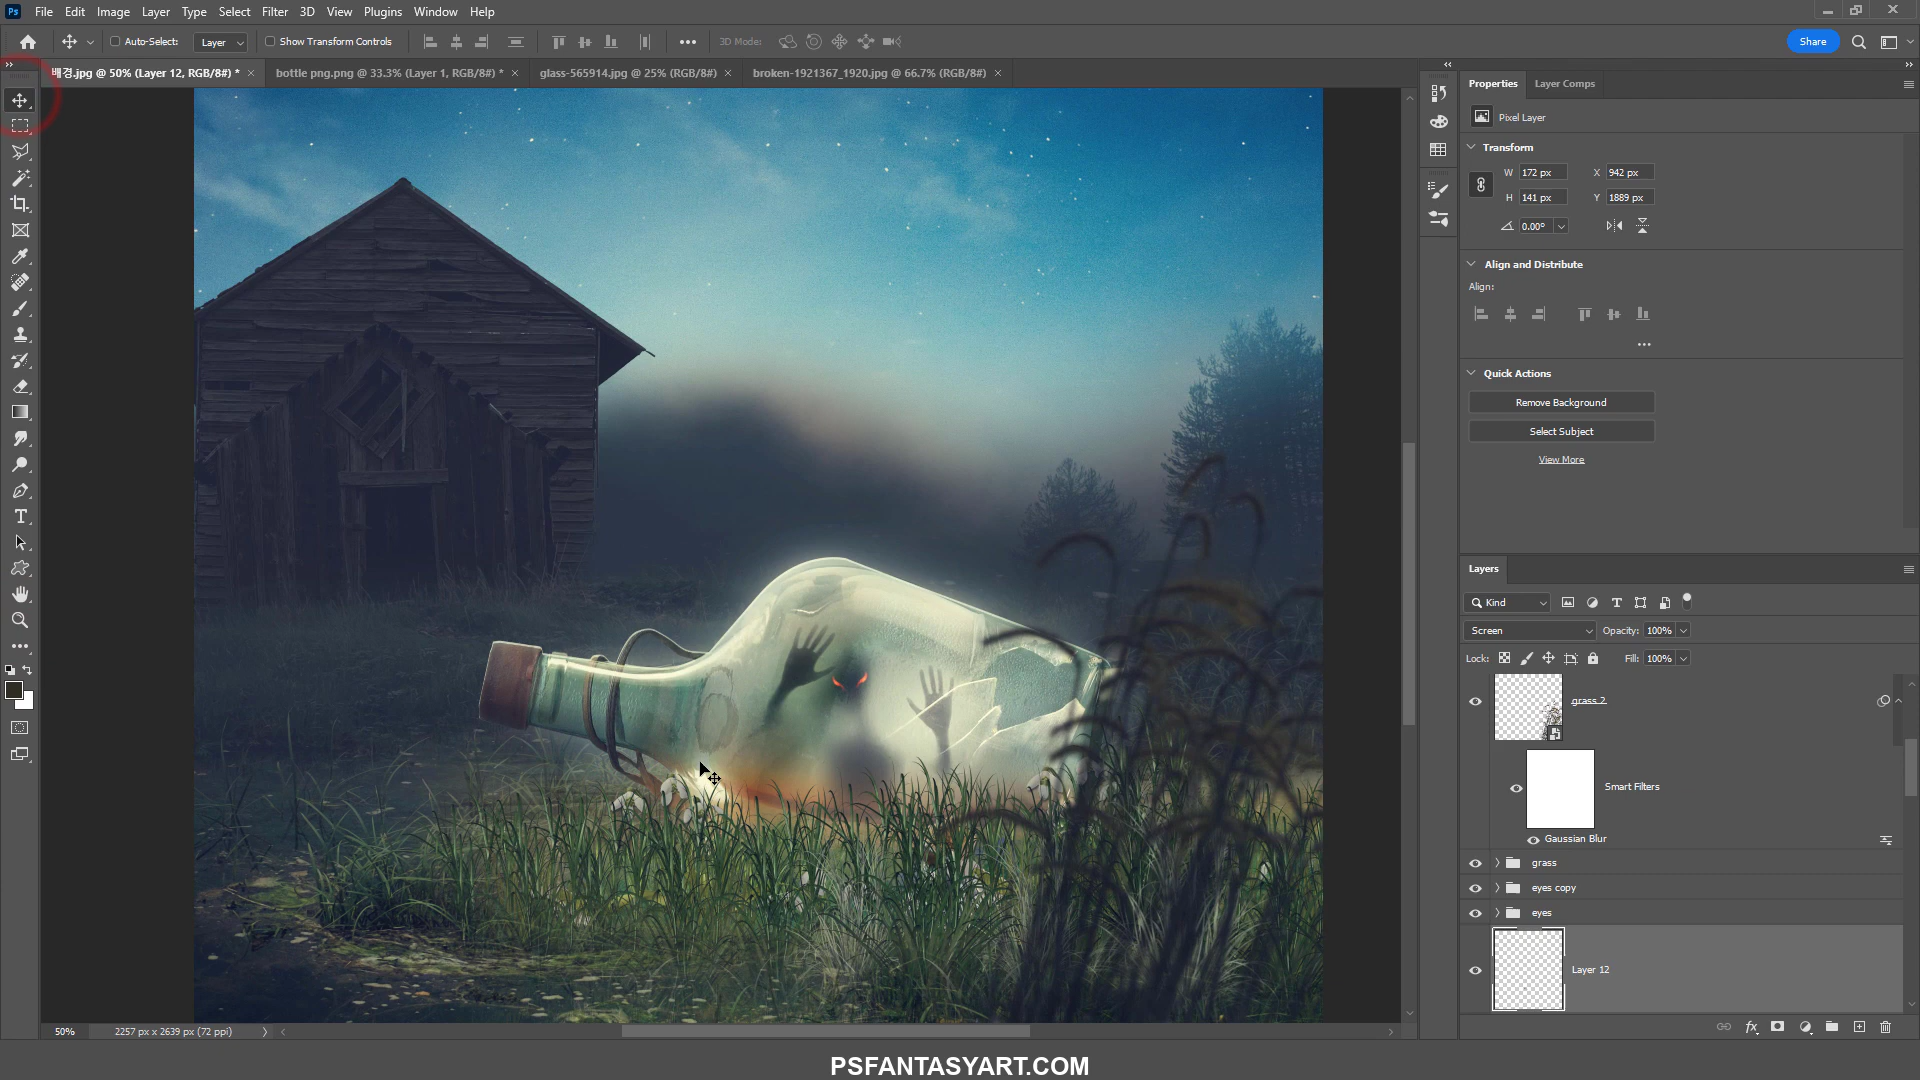 Ps File Edit Image Layer Type Select Filter 3D View Plugins Window Help
Auto-Select: Layer Show Transform Controls 3D Mode: Share
배경.jpg @ 50% (Layer 12, RGB/8#) * bottle png.png @ 33.3% (Layer 1, RGB/8#) * glass-565914.jpg @ 25% (RGB/8#) broken-1921367_1920.jpg @ 66.7% (RGB/8#)
Properties Layer Comps
Pixel Layer
Transform
W 172 px X 942 px
H 141 px Y 1889 px
0.00°
Align and Distribute
Align:
Quick Actions
Remove Background
Select Subject
View More
Layers
Kind
Screen Opacity: 100%
Lock: Fill: 100%
grass 2
Smart Filters
Gaussian Blur
grass
eyes copy
eyes
Layer 12
50% 2257 px x 2639 px (72 ppi)
PSFANTASYART.COM